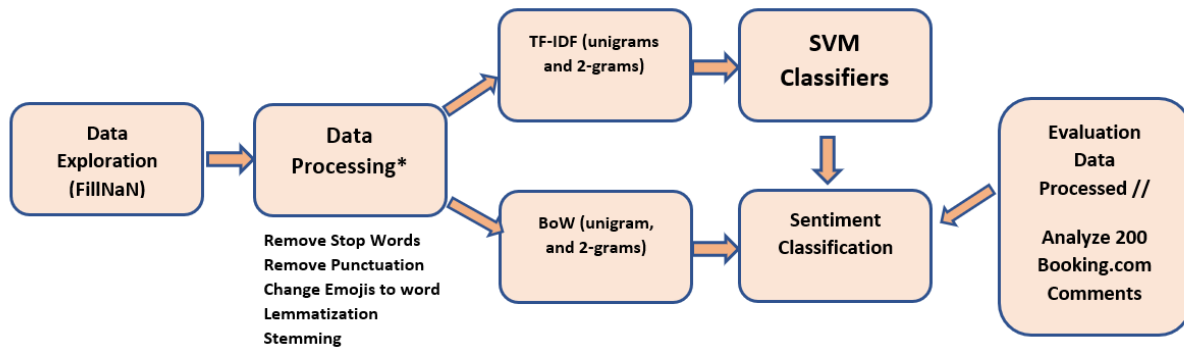 Data
Exploration
(FillNaN)
Data
Processing*
Remove Stop Words
Remove Punctuation
Change Emojis to word
Lemmatization
Stemming
TF-IDF (unigrams
and 2-grams)
BoW (unigram,
and 2-grams)
SVM
Classifiers
Sentiment
Classification
Evaluation
Data
Processed //
Analyze 200
Booking.com
Comments